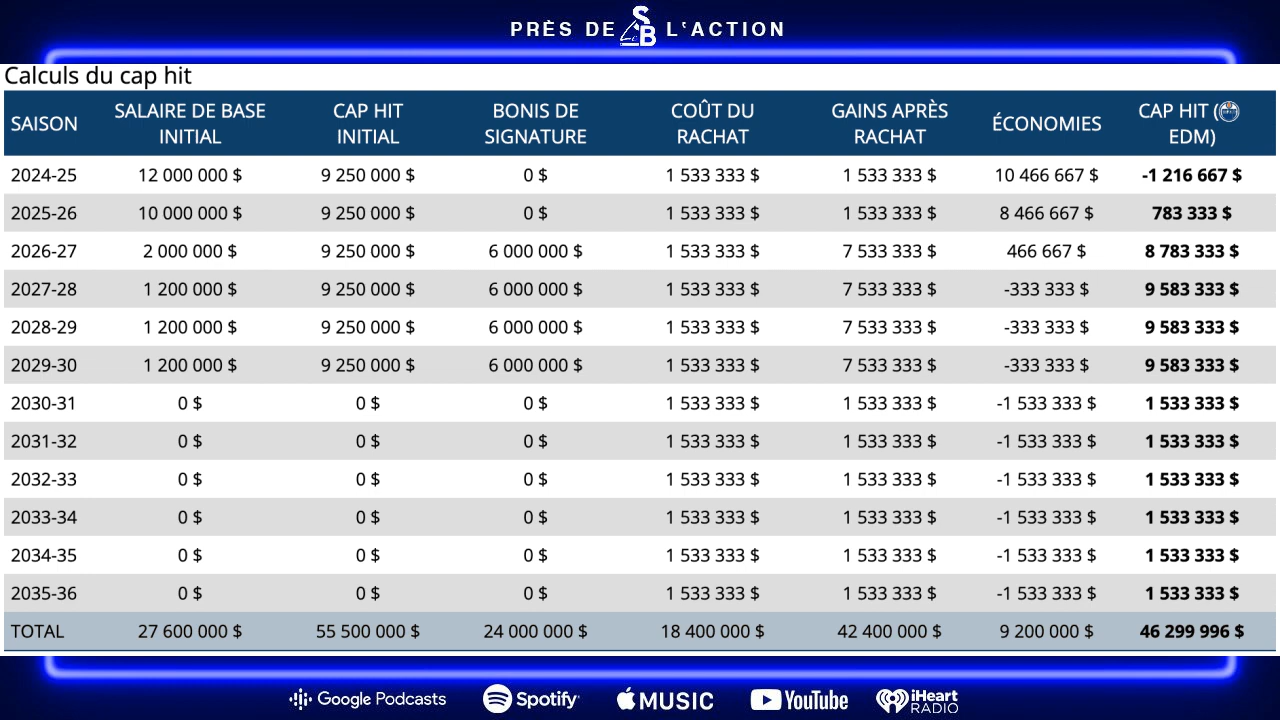 PRÈS DE LE SB L'ACTION
Calculs du cap hit
SAISON SALAIRE DE BASE INITIAL CAP HIT INITIAL BONIS DE SIGNATURE COÛT DU RACHAT GAINS APRÈS RACHAT ÉCONOMIES CAP HIT ( EDM)
2024-25 12 000 000 $ 9 250 000 $ 0 $ 1 533 333 $ 1 533 333 $ 10 466 667 $ -1 216 667 $
2025-26 10 000 000 $ 9 250 000 $ 0 $ 1 533 333 $ 1 533 333 $ 8 466 667 $ 783 333 $
2026-27 2 000 000 $ 9 250 000 $ 6 000 000 $ 1 533 333 $ 7 533 333 $ 466 667 $ 8 783 333 $
2027-28 1 200 000 $ 9 250 000 $ 6 000 000 $ 1 533 333 $ 7 533 333 $ -333 333 $ 9 583 333 $
2028-29 1 200 000 $ 9 250 000 $ 6 000 000 $ 1 533 333 $ 7 533 333 $ -333 333 $ 9 583 333 $
2029-30 1 200 000 $ 9 250 000 $ 6 000 000 $ 1 533 333 $ 7 533 333 $ -333 333 $ 9 583 333 $
2030-31 0 $ 0 $ 0 $ 1 533 333 $ 1 533 333 $ -1 533 333 $ 1 533 333 $
2031-32 0 $ 0 $ 0 $ 1 533 333 $ 1 533 333 $ -1 533 333 $ 1 533 333 $
2032-33 0 $ 0 $ 0 $ 1 533 333 $ 1 533 333 $ -1 533 333 $ 1 533 333 $
2033-34 0 $ 0 $ 0 $ 1 533 333 $ 1 533 333 $ -1 533 333 $ 1 533 333 $
2034-35 0 $ 0 $ 0 $ 1 533 333 $ 1 533 333 $ -1 533 333 $ 1 533 333 $
2035-36 0 $ 0 $ 0 $ 1 533 333 $ 1 533 333 $ -1 533 333 $ 1 533 333 $
TOTAL 27 600 000 $ 55 500 000 $ 24 000 000 $ 18 400 000 $ 42 400 000 $ 9 200 000 $ 46 299 996 $
Google Podcasts Spotify MUSIC YouTube iHeart RADIO